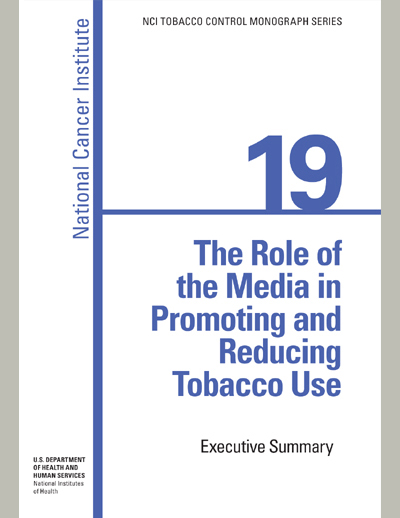 NCI TOBACCO CONTROL MONOGRAPH SERIES
National Cancer Institute
19
The Role of
the Media in
Promoting and
Reducing
Tobacco Use
Executive Summary
U.S. DEPARTMENT
OF HEALTH AND
HUMAN SERVICES
National Institutes
of Health